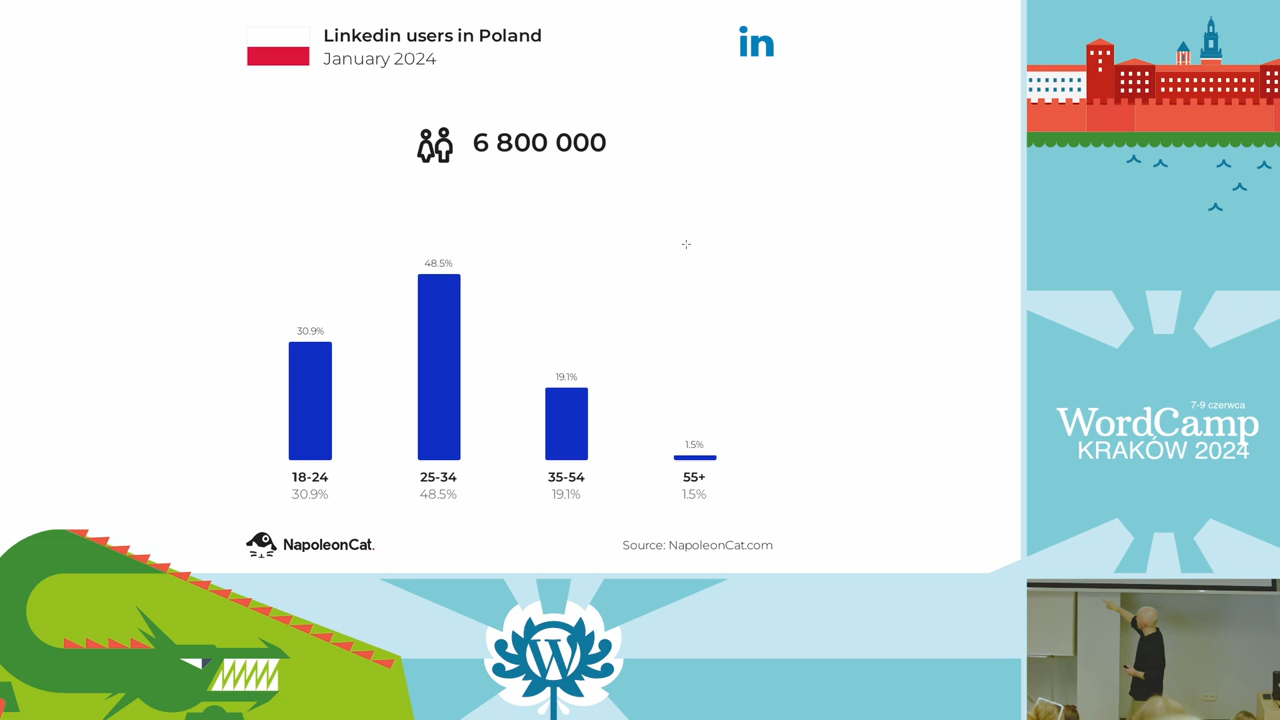 Linkedin users in Poland
January 2024
in
6 800 000
30.9%
48.5%
19.1%
1.5%
18-24
30.9%
25-34
48.5%
35-54
19.1%
55+
1.5%
NapoleonCat.
Source: NapoleonCat.com
7-9 czerwca
WordCamp
KRAKÓW 2024
W